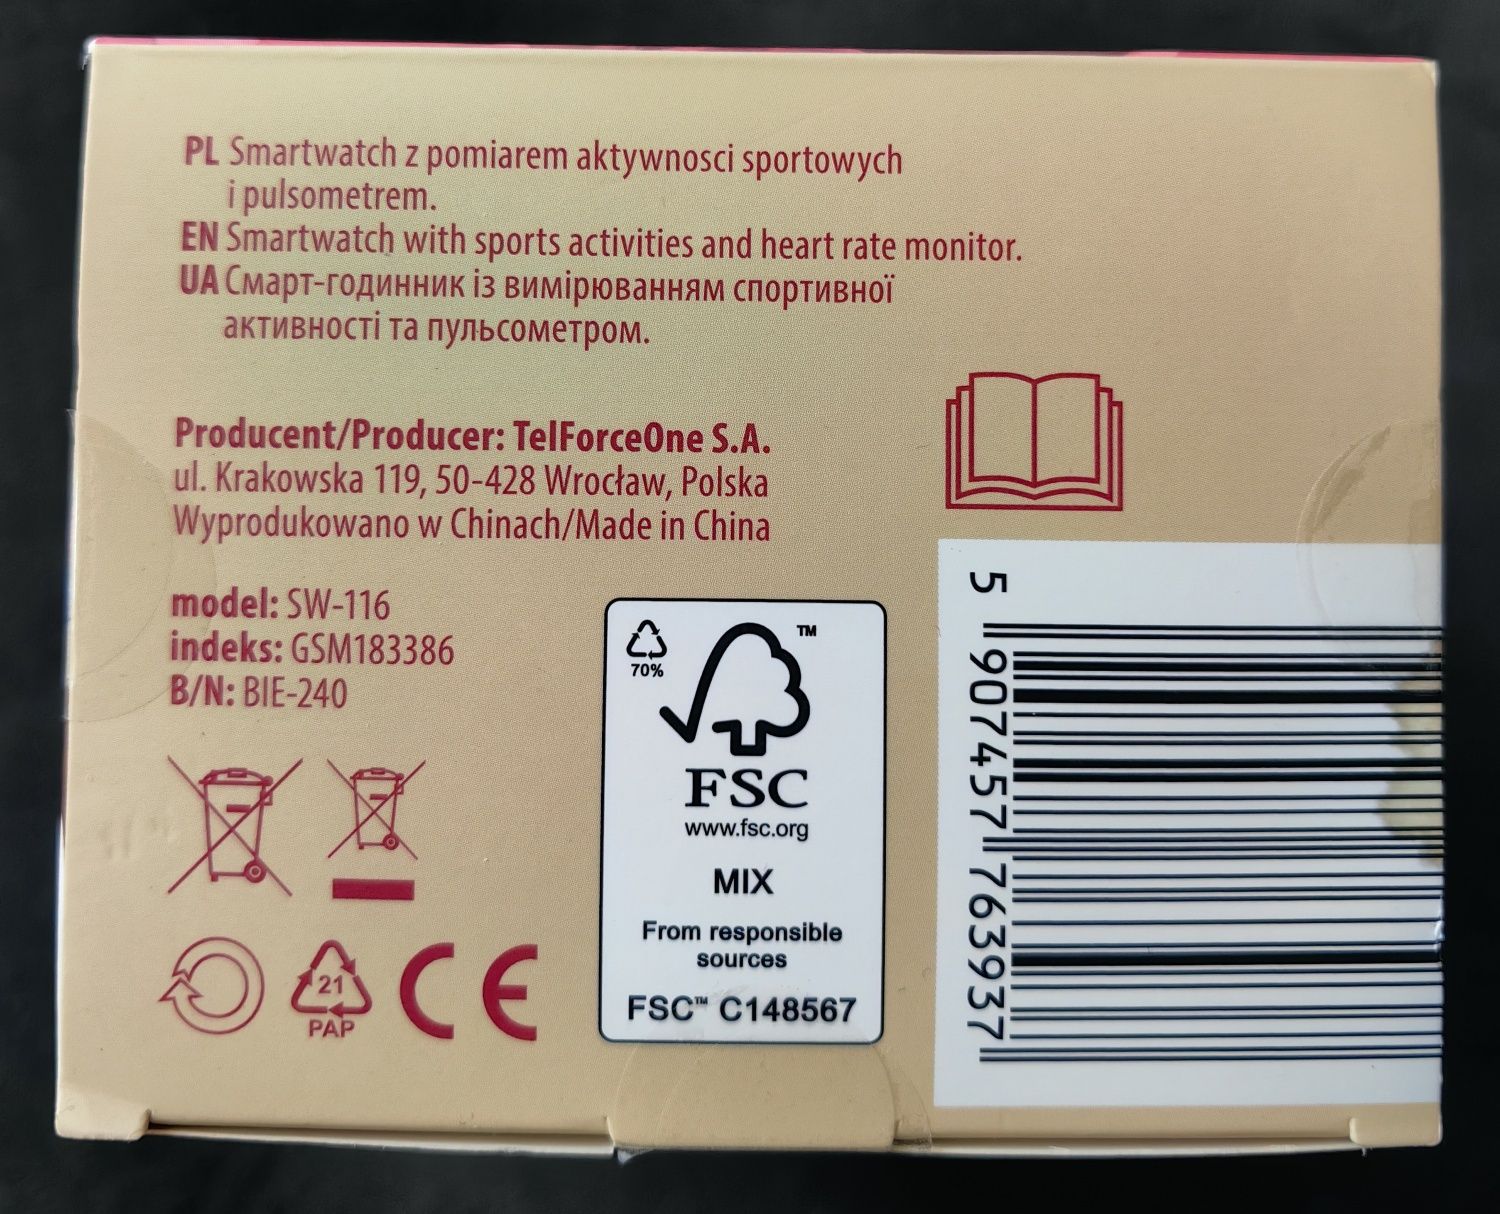 PL Smartwatch z pomiarem aktywnosci sportowych
i pulsometrem.
EN Smartwatch with sports activities and heart rate monitor.
UA Смарт-годинник із вимірюванням спортивної
активності та пульсометром.
Producent/Producer: TelForceOne S.A.
ul. Krakowska 119, 50-428 Wrocław, Polska
Wyprodukowano w Chinach/Made in China
model: SW-116
indeks: GSM183386
B/N: BIE-240
21
PAP
CE
70%
TM
FSC
www.fsc.org
MIX
From responsible
sources
FSC™ C148567
5 907457 763937